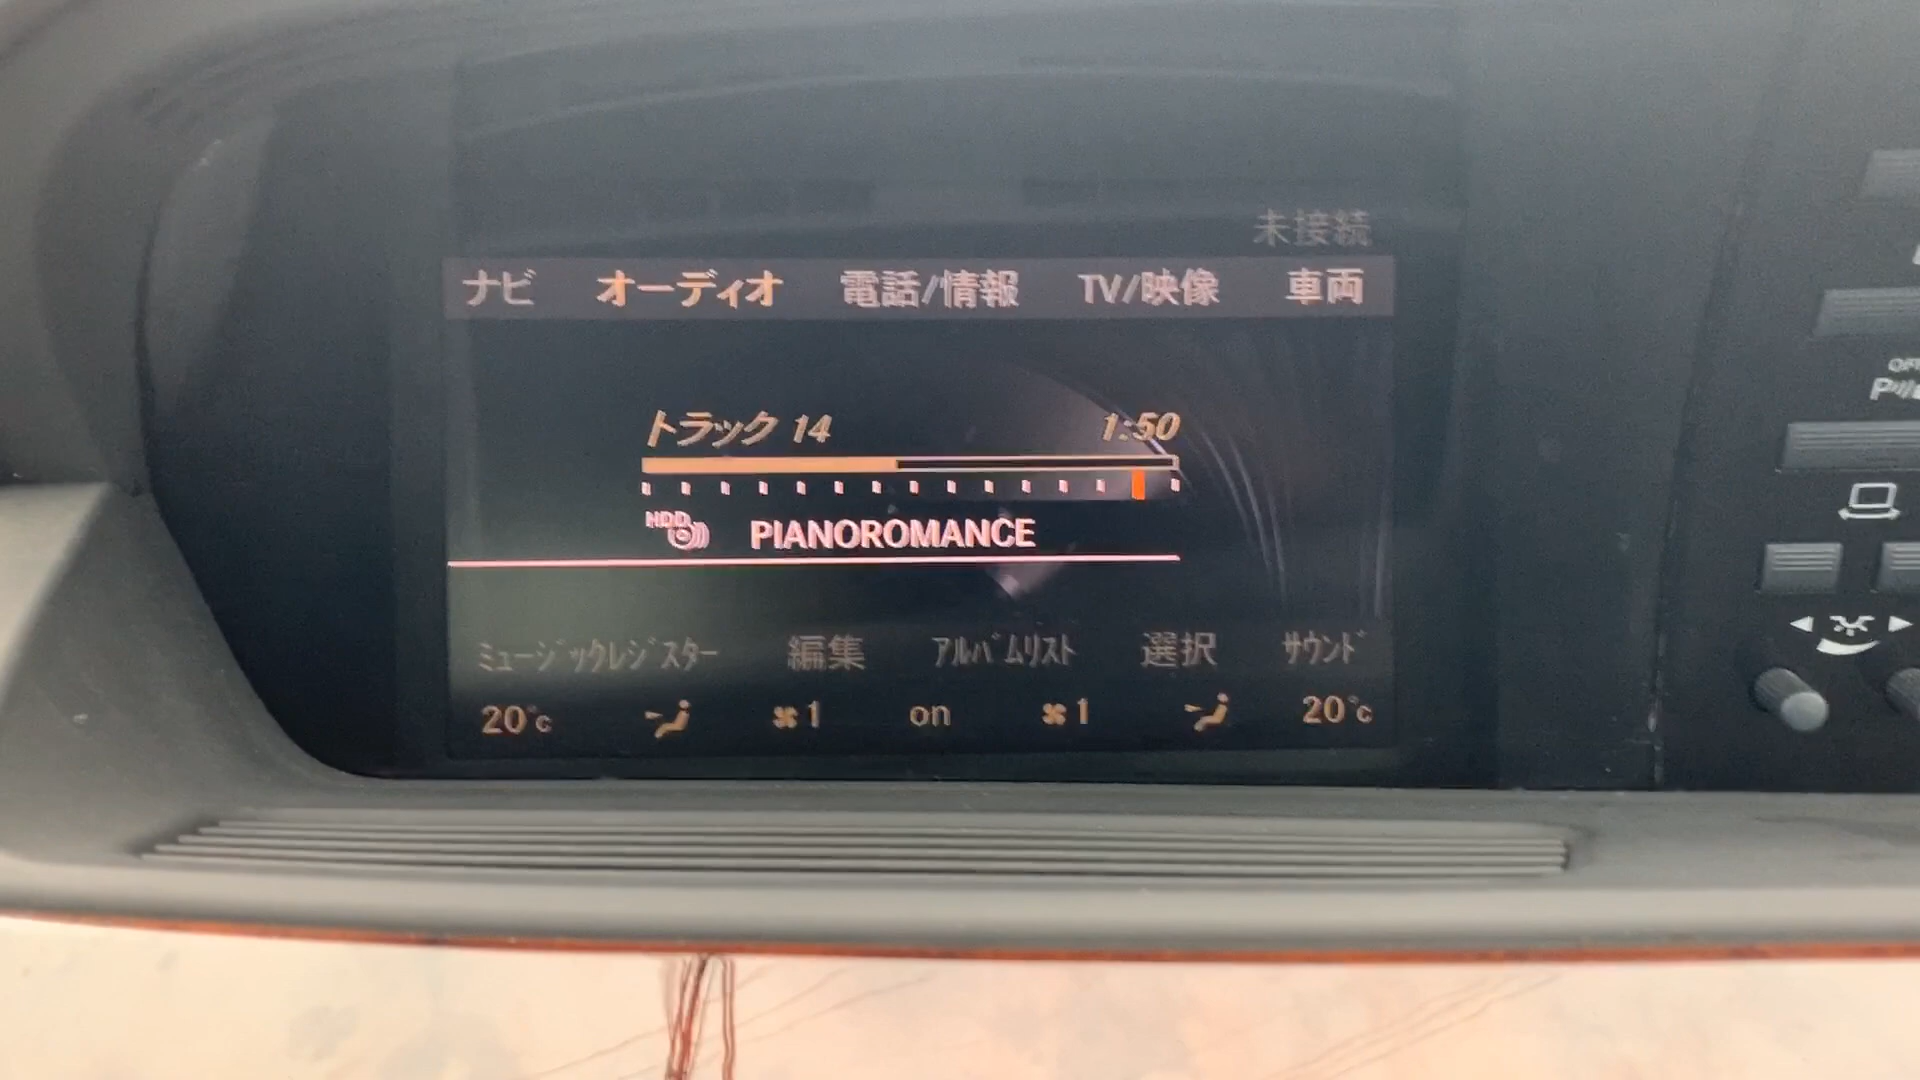 未接続
ナビ オーディオ 電話/情報 TV/映像 車両
トラック 14 1:50
HDD PIANOROMANCE
ミュージックレジスター 編集 アルバムリスト 選択 サウンド
20°c 1 on 1 20°c